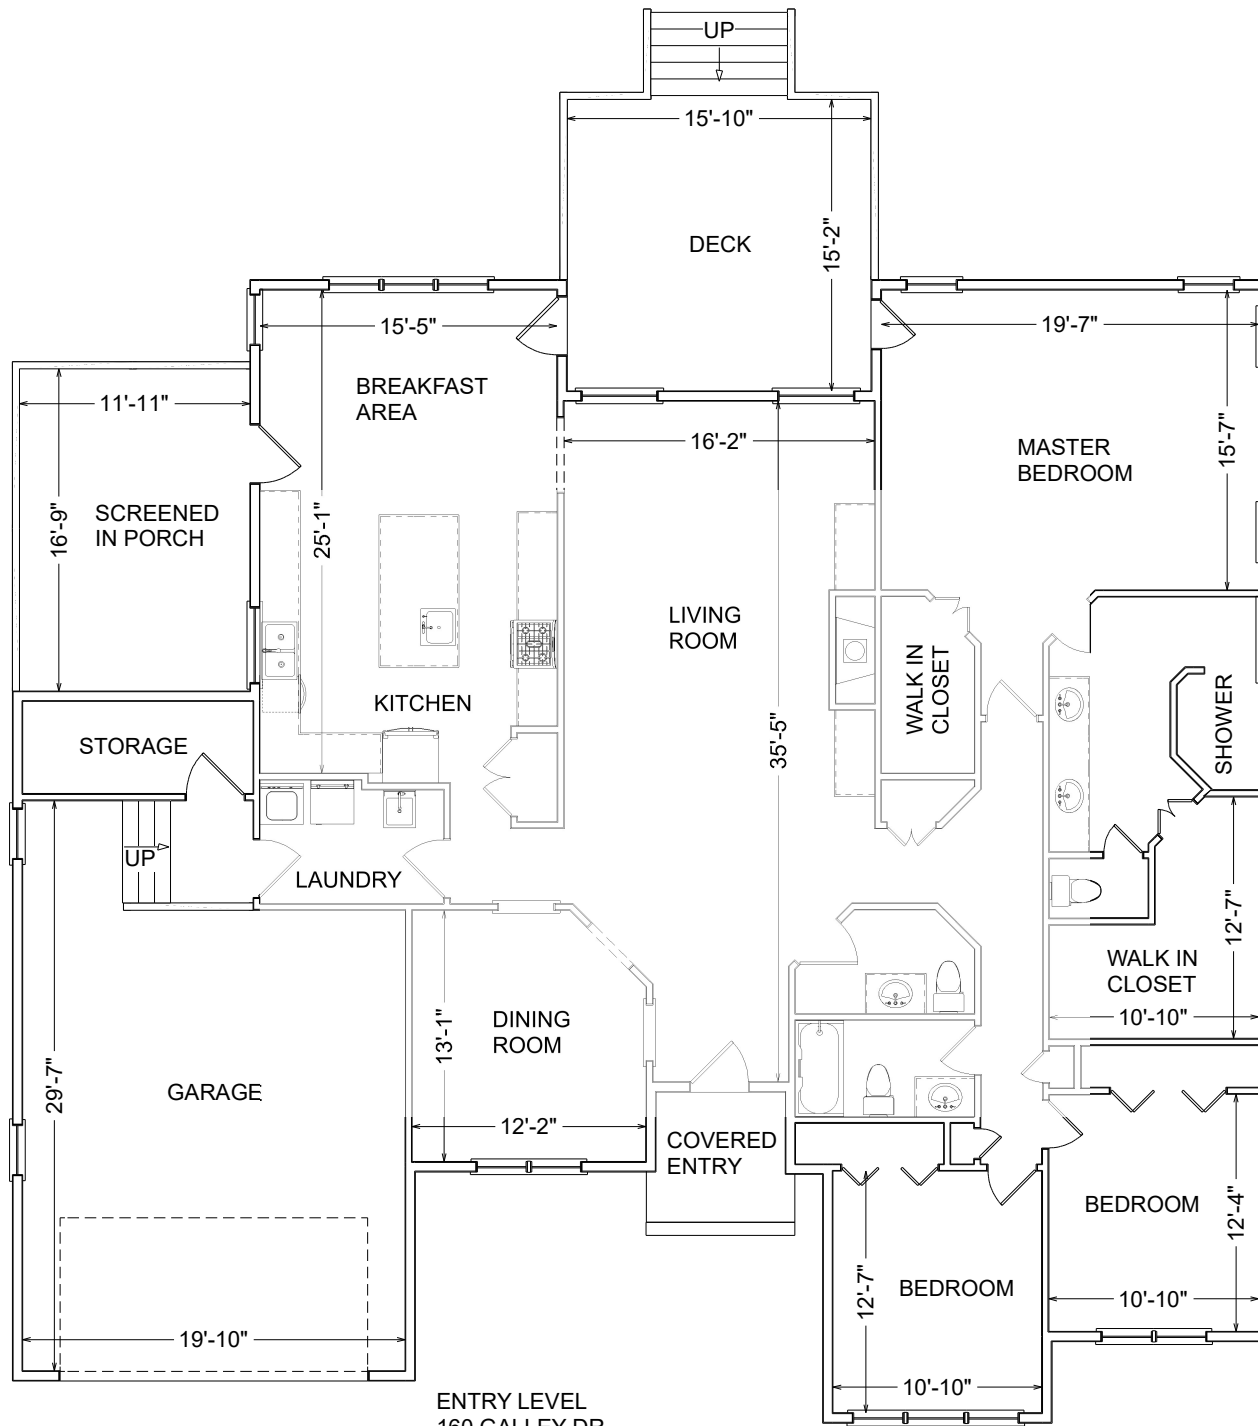 UP
15'-10"
DECK
15'-2"
15'-5"
19'-7"
BREAKFAST
AREA
11'-11"
16'-2"
MASTER
BEDROOM
15'-7"
SCREENED
IN PORCH
16'-9"
25'-1"
LIVING
ROOM
WALK IN
CLOSET
KITCHEN
STORAGE
35'-5"
SHOWER
UP
LAUNDRY
12'-7"
WALK IN
CLOSET
10'-10"
DINING
ROOM
13'-1"
GARAGE
29'-7"
12'-2"
COVERED
ENTRY
BEDROOM
12'-4"
BEDROOM
12'-7"
10'-10"
19'-10"
10'-10"
ENTRY LEVEL
160 GALLEY DR